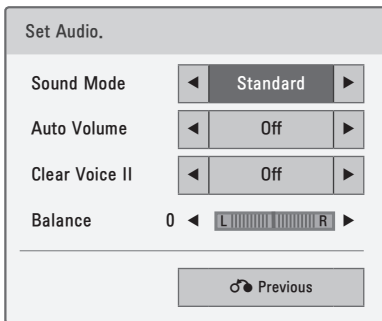 Set Audio.
Sound Mode ◄ Standard ►
Auto Volume ◄ Off ►
Clear Voice II ◄ Off ►
Balance 0 ◄ L R ►
Previous